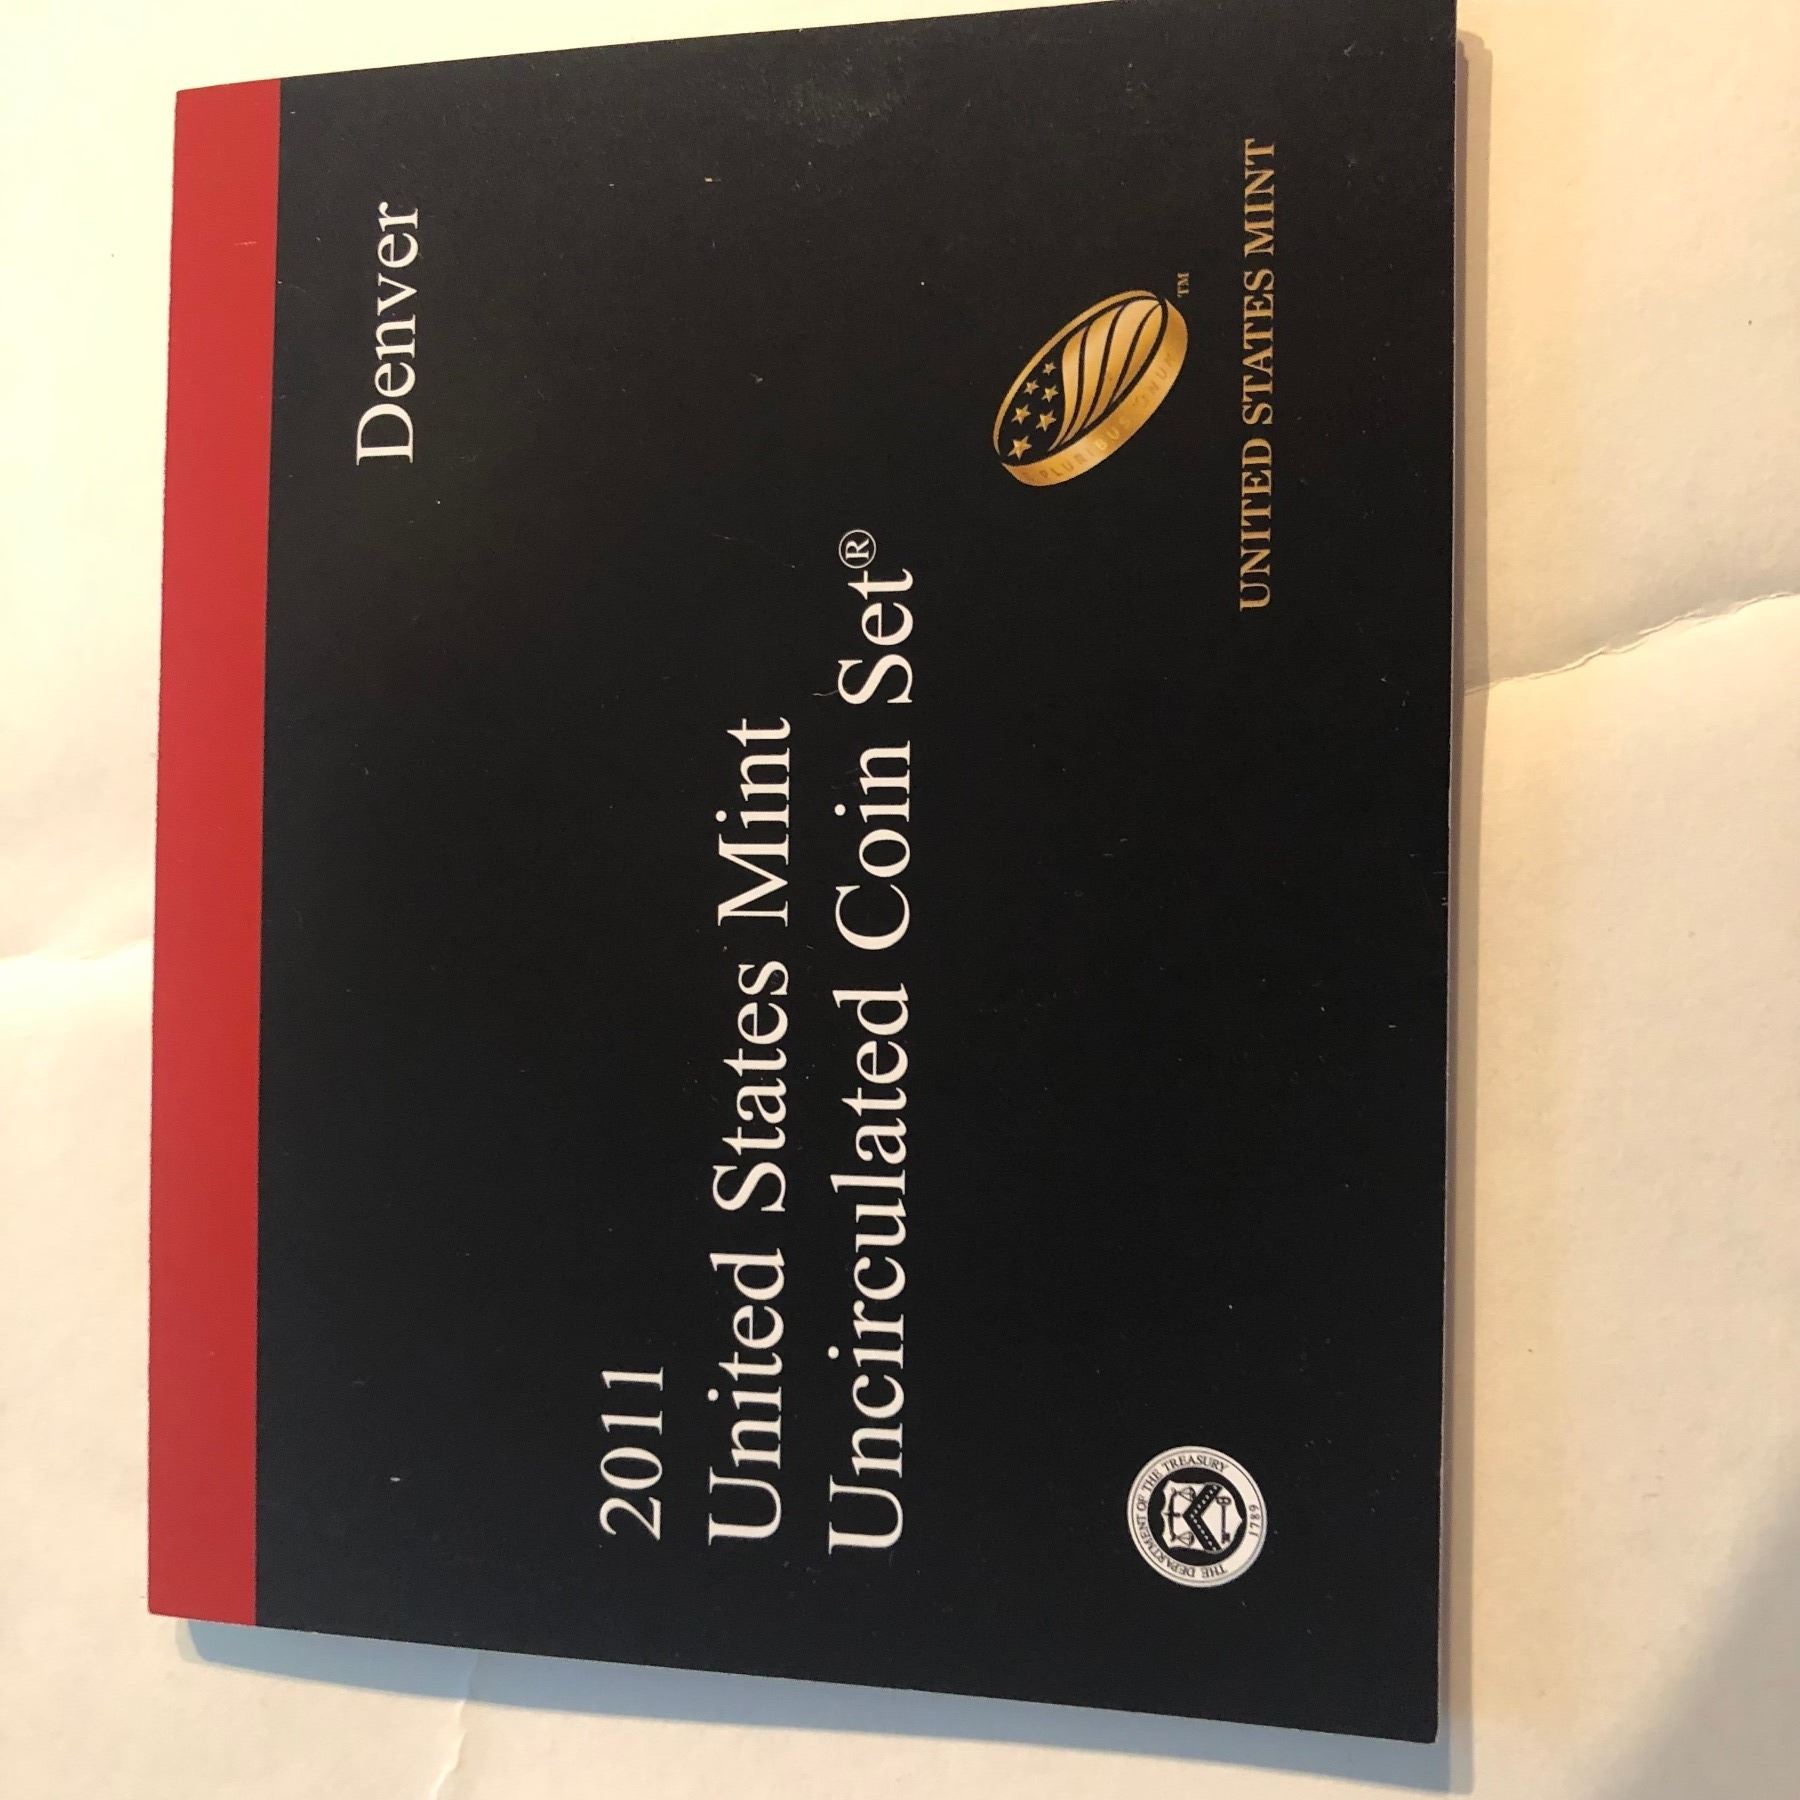 Denver
2011
United States Mint
Uncirculated Coin Set®
PLURIBUS UNUM
TM
UNITED STATES MINT
THE DEPARTMENT OF THE TREASURY
1789